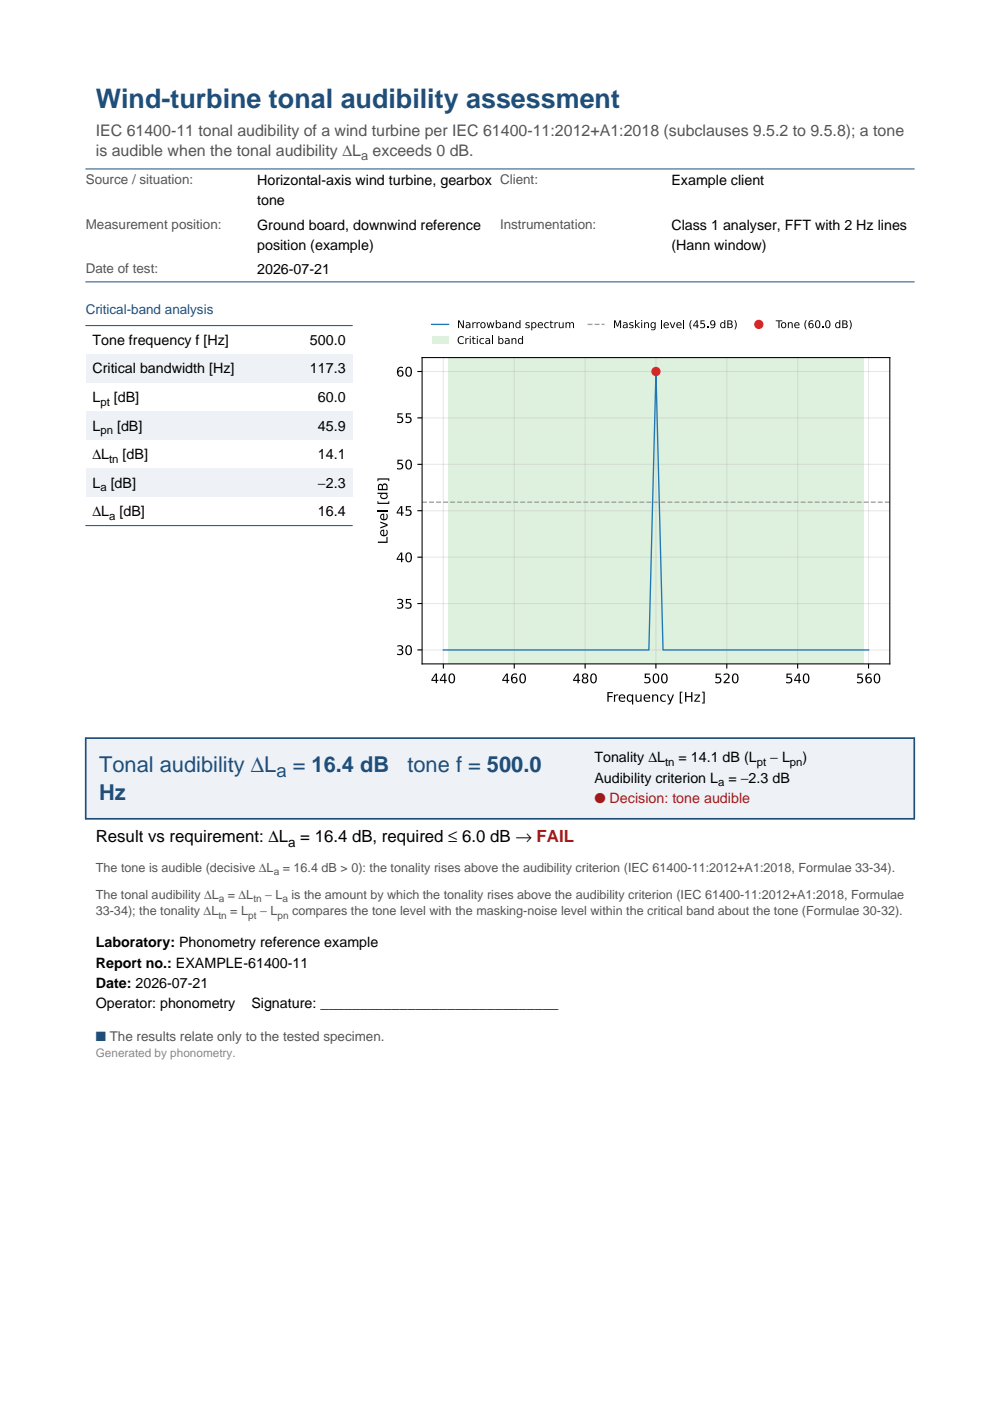 Wind-turbine tonal audibility assessment
IEC 61400-11 tonal audibility of a wind turbine per IEC 61400-11:2012+A1:2018 (subclauses 9.5.2 to 9.5.8); a tone
is audible when the tonal audibility ΔLa exceeds 0 dB.
Source / situation: Horizontal-axis wind turbine, gearbox tone
Client: Example client
Measurement position: Ground board, downwind reference position (example)
Instrumentation: Class 1 analyser, FFT with 2 Hz lines (Hann window)
Date of test: 2026-07-21
Critical-band analysis
Tone frequency f [Hz] 500.0
Critical bandwidth [Hz] 117.3
Lpt [dB] 60.0
Lpn [dB] 45.9
ΔLtn [dB] 14.1
La [dB] −2.3
ΔLa [dB] 16.4
Narrowband spectrum Masking level (45.9 dB) Tone (60.0 dB)
Critical band
60
55
50
45
40
35
30
Level [dB]
440 460 480 500 520 540 560
Frequency [Hz]
Tonal audibility ΔLa = 16.4 dB tone f = 500.0
Hz
Tonality ΔLtn = 14.1 dB (Lpt − Lpn)
Audibility criterion La = −2.3 dB
● Decision: tone audible
Result vs requirement: ΔLa = 16.4 dB, required ≤ 6.0 dB → FAIL
The tone is audible (decisive ΔLa = 16.4 dB > 0): the tonality rises above the audibility criterion (IEC 61400-11:2012+A1:2018, Formulae 33-34).
The tonal audibility ΔLa = ΔLtn − La is the amount by which the tonality rises above the audibility criterion (IEC 61400-11:2012+A1:2018, Formulae
33-34); the tonality ΔLtn = Lpt − Lpn compares the tone level with the masking-noise level within the critical band about the tone (Formulae 30-32).
Laboratory: Phonometry reference example
Report no.: EXAMPLE-61400-11
Date: 2026-07-21
Operator: phonometry Signature: ______________________________
■ The results relate only to the tested specimen.
Generated by phonometry.